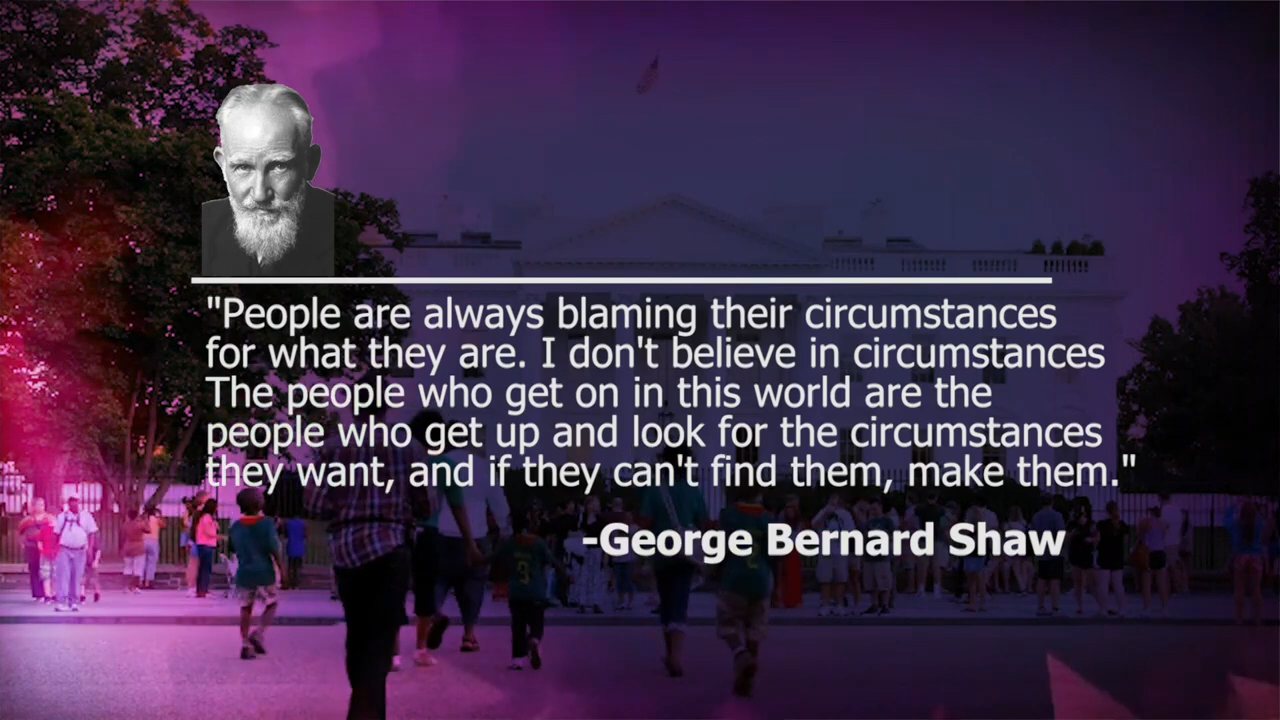 "People are always blaming their circumstances
for what they are. I don't believe in circumstances
The people who get on in this world are the
people who get up and look for the circumstances
they want, and if they can't find them, make them."
-George Bernard Shaw